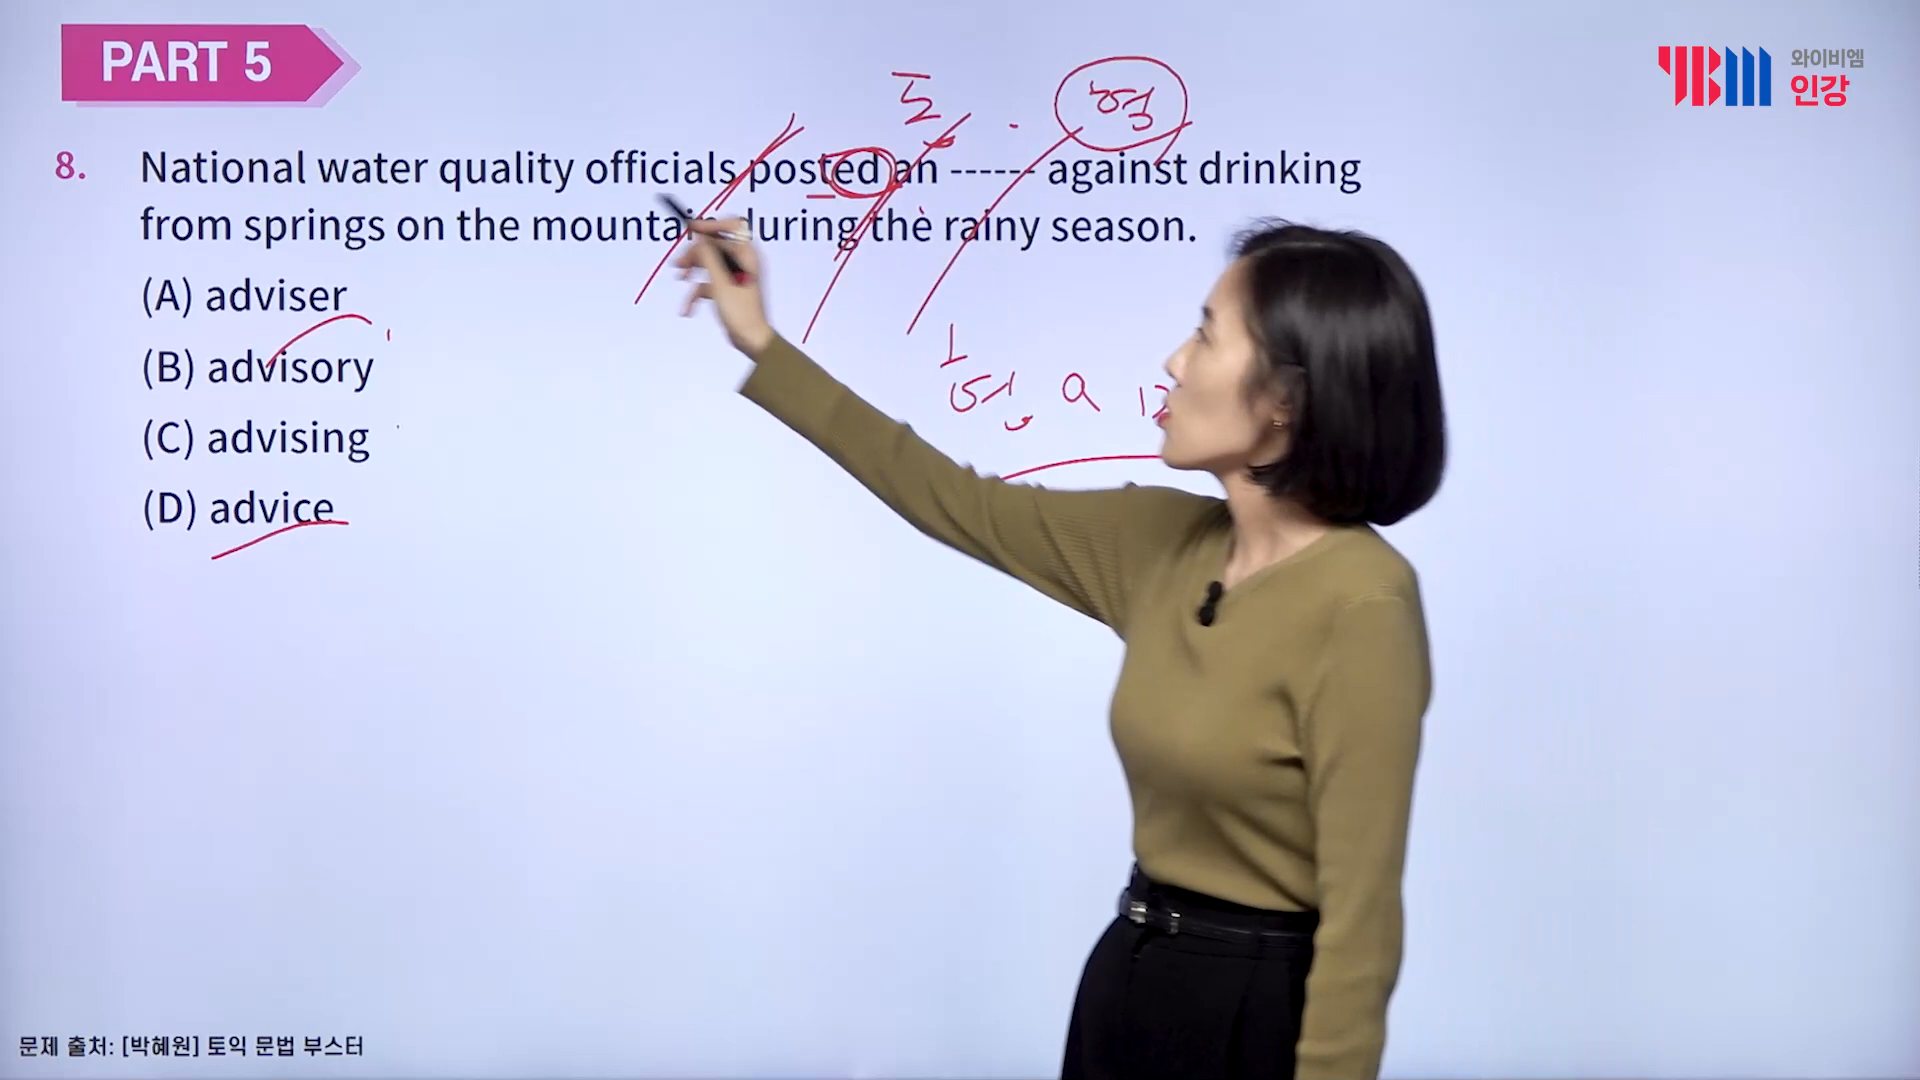 PART 5
와이비엠
인강
YBM
8. National water quality officials posted an ------ against drinking
from springs on the mountain during the rainy season.
(A) adviser
(B) advisory
(C) advising
(D) advice
형
a
문제 출처: [박혜원] 토익 문법 부스터